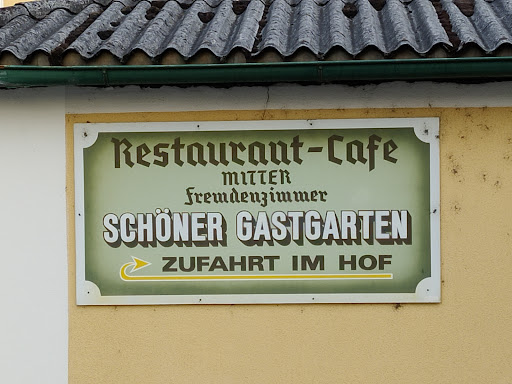 Restaurant-Cafe
MITTER
Fremdenzimmer
SCHÖNER GASTGARTEN
ZUFAHRT IM HOF